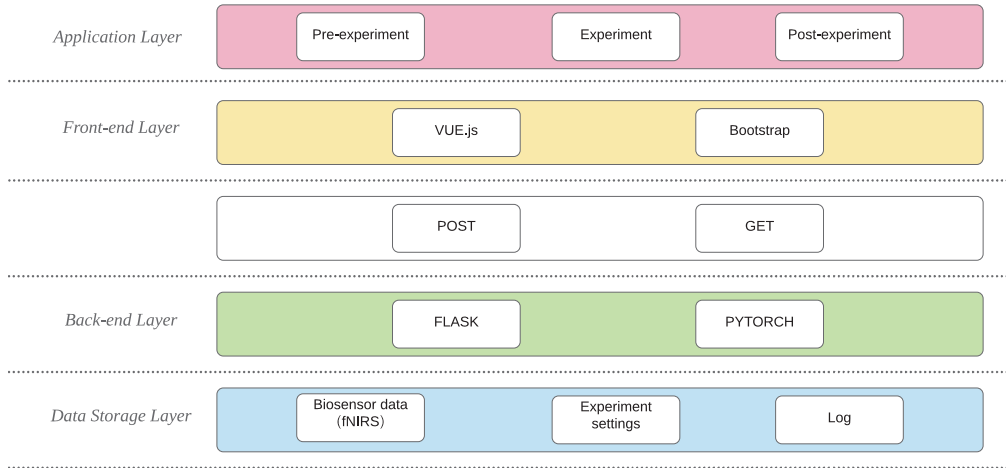 Application Layer
Pre-experiment
Experiment
Post-experiment
Front-end Layer
VUE.js
Bootstrap
POST
GET
Back-end Layer
FLASK
PYTORCH
Data Storage Layer
Biosensor data
（fNIRS）
Experiment
settings
Log